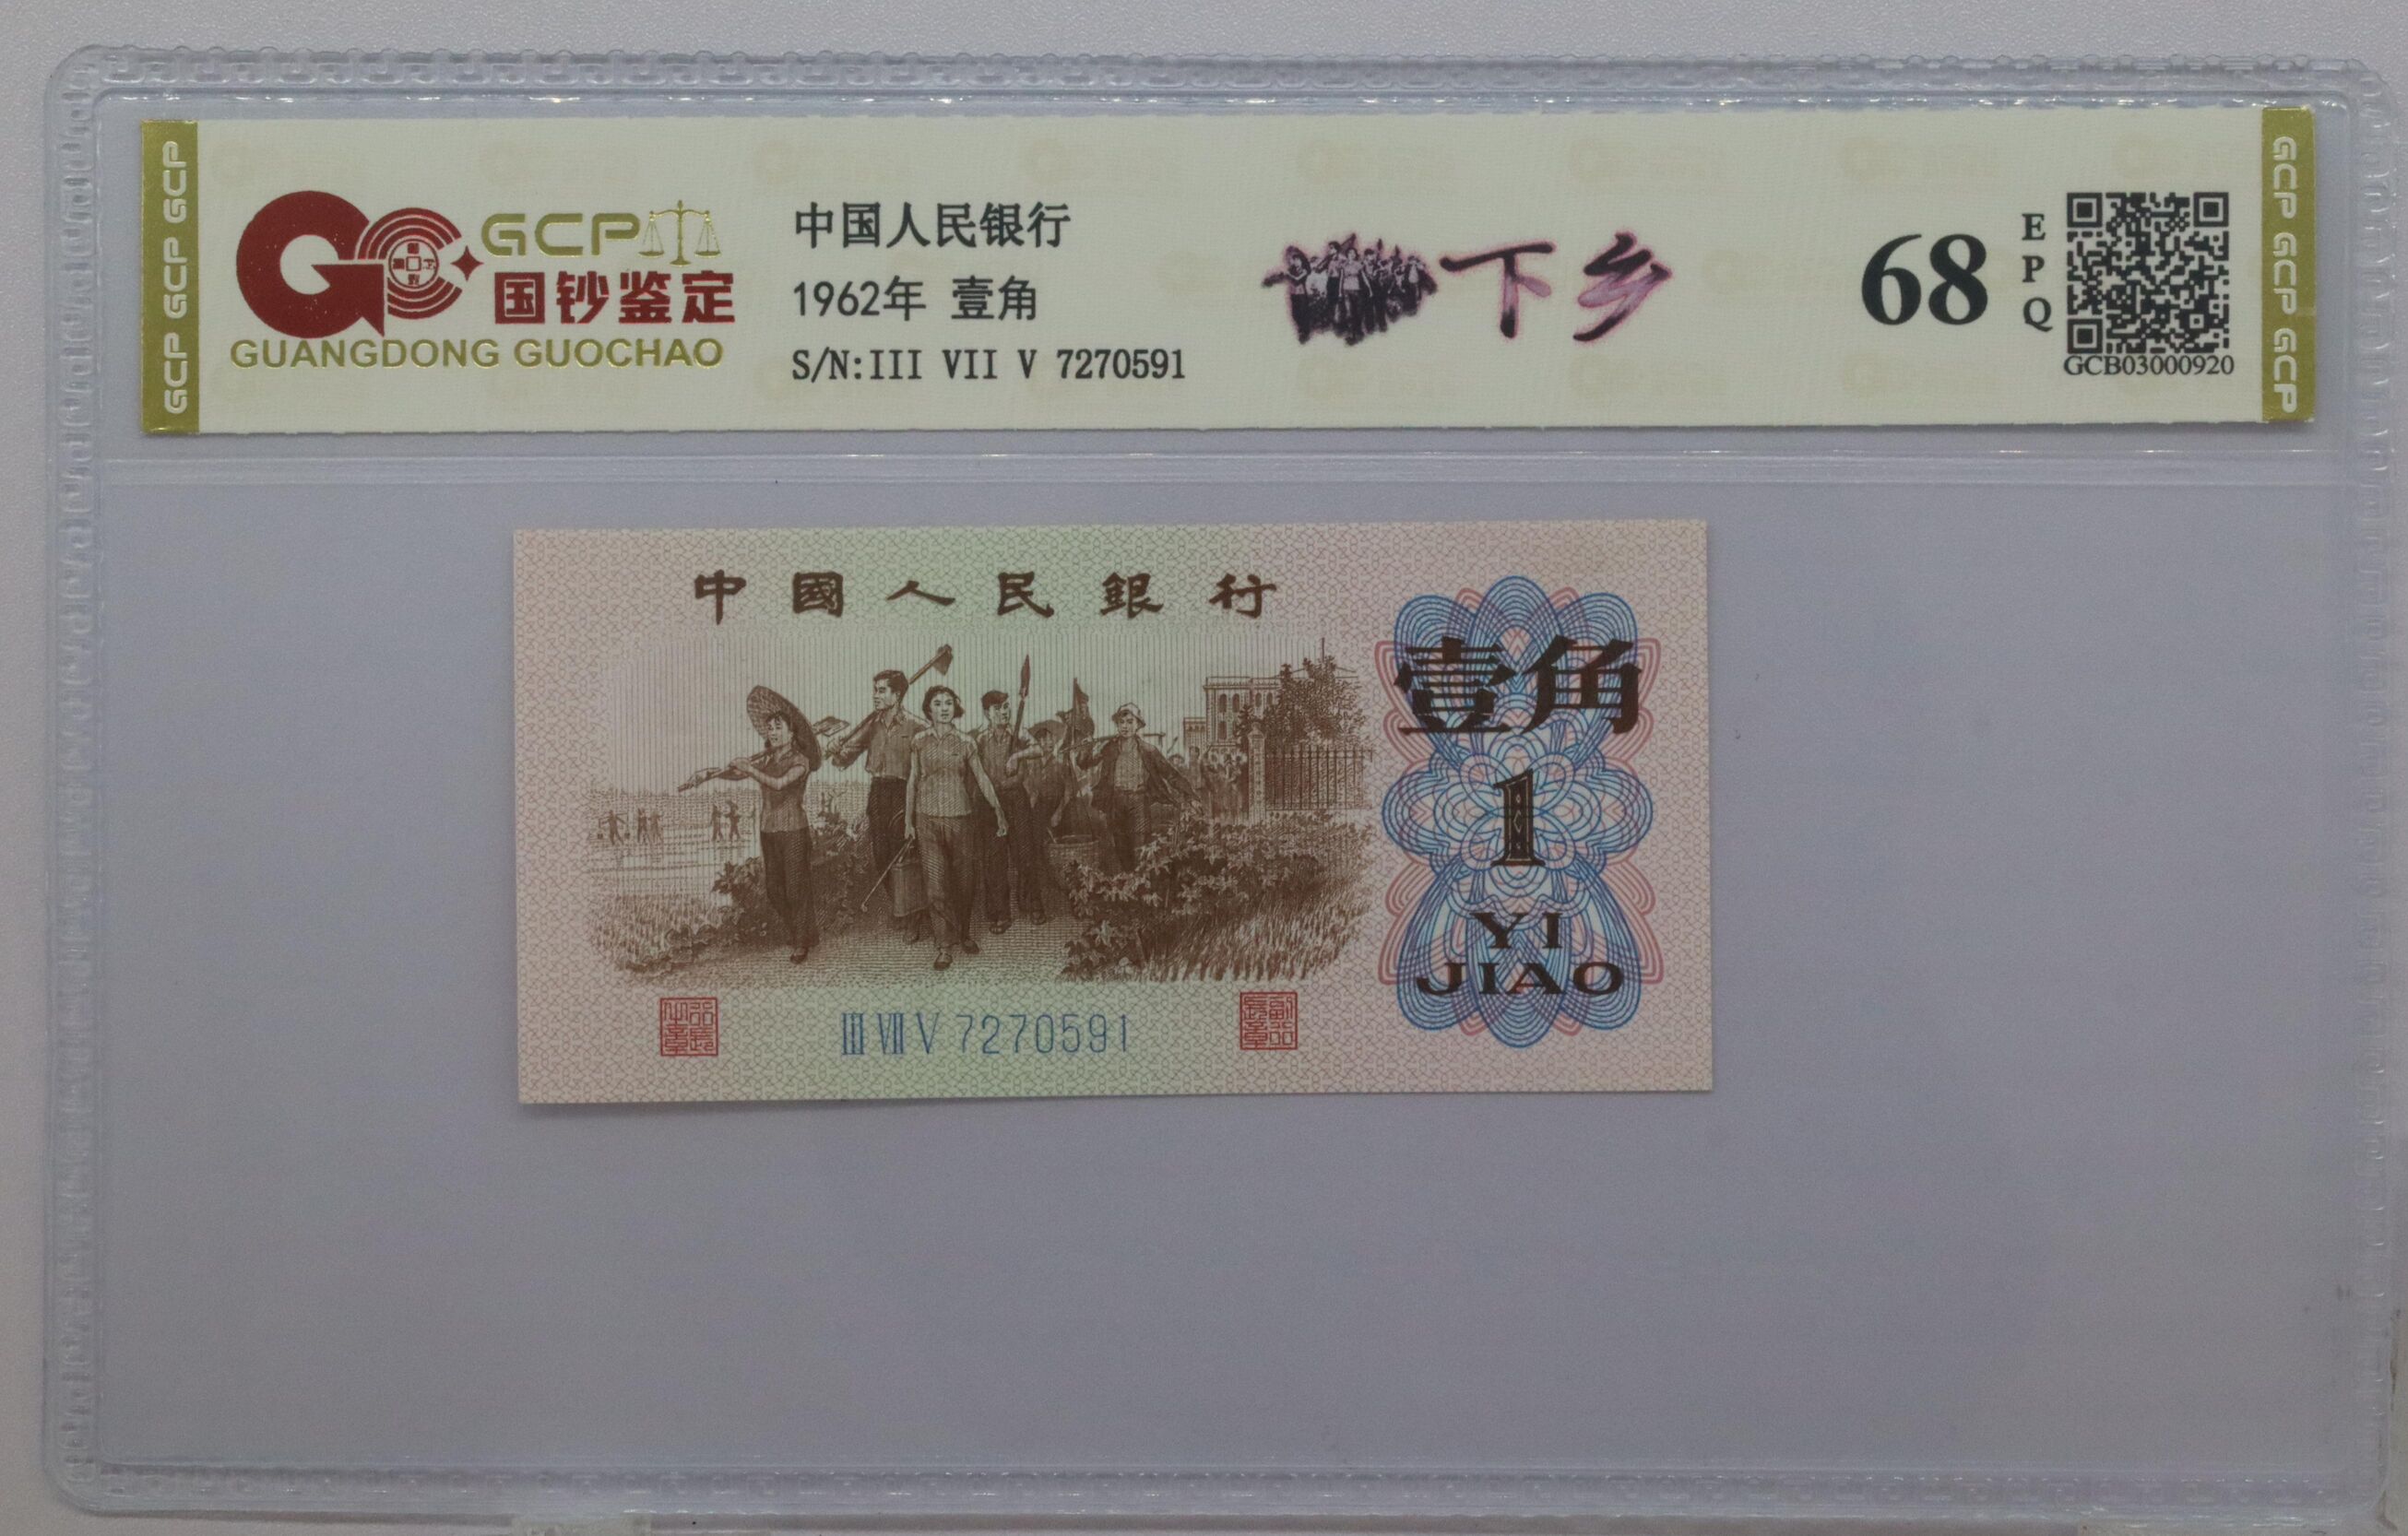 GCP GCP GCP
GCP
国钞鉴定
GUANGDONG GUOCHAO
中国人民银行
1962年 壹角
S/N:III VII V 7270591
下乡
68
E
P
Q
GCB03000920
GCP GCP GCP
中國人民銀行
壹角
1
YI
JIAO
III VII V 7270591